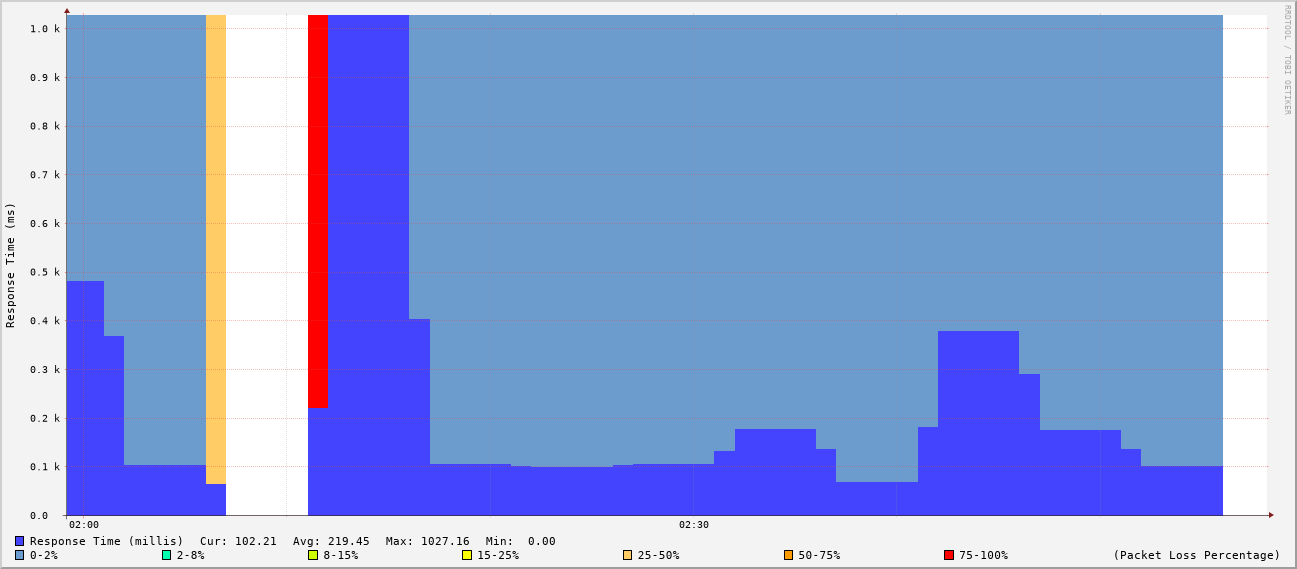 RRDTOOL / TOBI OETIKER
Response Time (ms)
1.0 k
0.9 k
0.8 k
0.7 k
0.6 k
0.5 k
0.4 k
0.3 k
0.2 k
0.1 k
0.0
02:00 02:30
Response Time (millis) Cur: 102.21 Avg: 219.45 Max: 1027.16 Min: 0.00
0-2% 2-8% 8-15% 15-25% 25-50% 50-75% 75-100% (Packet Loss Percentage)